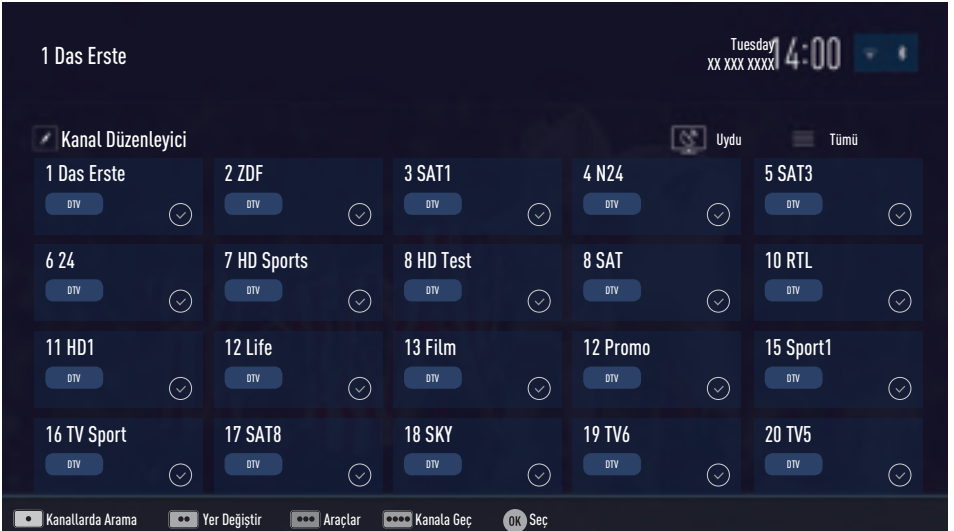 1 Das Erste
Tuesday
xx xxx xxxx
14:00
Kanal Düzenleyici
Uydu
Tümü
1 Das Erste 2 ZDF 3 SAT1 4 N24 5 SAT3
DTV DTV DTV DTV DTV
6 24 7 HD Sports 8 HD Test 8 SAT 10 RTL
DTV DTV DTV DTV DTV
11 HD1 12 Life 13 Film 12 Promo 15 Sport1
DTV DTV DTV DTV DTV
16 TV Sport 17 SAT8 18 SKY 19 TV6 20 TV5
DTV DTV DTV DTV DTV
Kanallarda Arama Yer Değiştir Araçlar Kanala Geç OK Seç